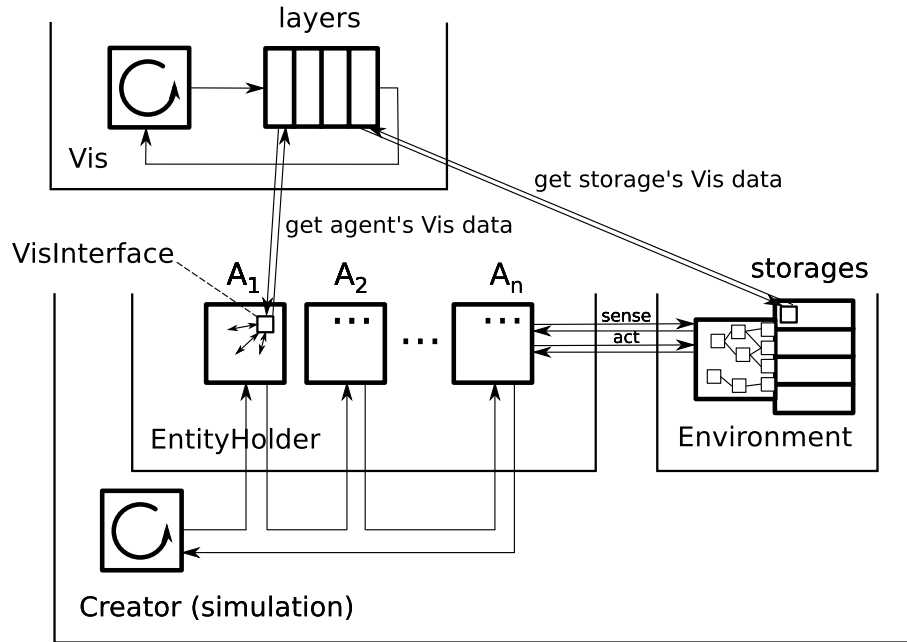 layers
Vis
get storage's Vis data
get agent's Vis data
VisInterface
A1
A2
An
storages
...
...
...
sense
act
EntityHolder
Environment
Creator (simulation)